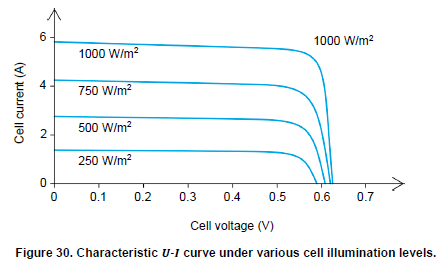 6
1000 W/m²
1000 W/m²
750 W/m²
4
500 W/m²
2
250 W/m²
0
0 0.1 0.2 0.3 0.4 0.5 0.6 0.7
Cell current (A)
Cell voltage (V)
Figure 30. Characteristic U-I curve under various cell illumination levels.